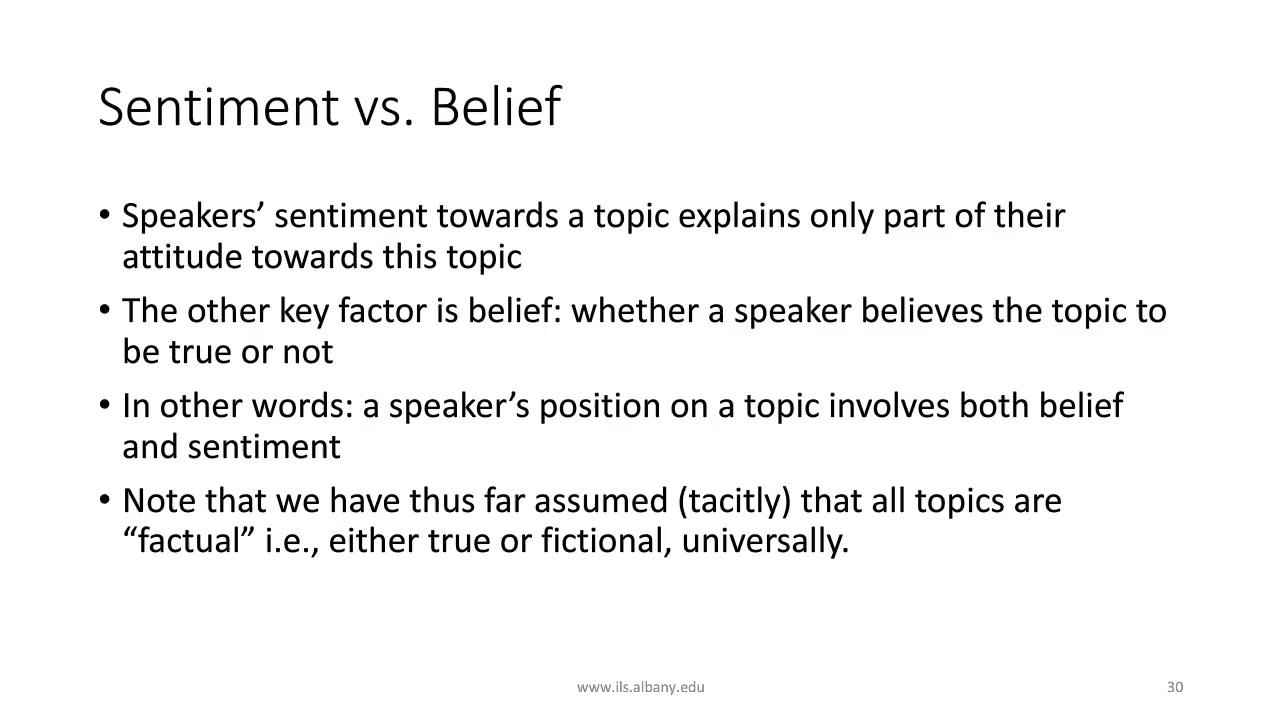 Sentiment vs. Belief
• Speakers’ sentiment towards a topic explains only part of their
attitude towards this topic
• The other key factor is belief: whether a speaker believes the topic to
be true or not
• In other words: a speaker’s position on a topic involves both belief
and sentiment
• Note that we have thus far assumed (tacitly) that all topics are
“factual” i.e., either true or fictional, universally.
www.ils.albany.edu
30